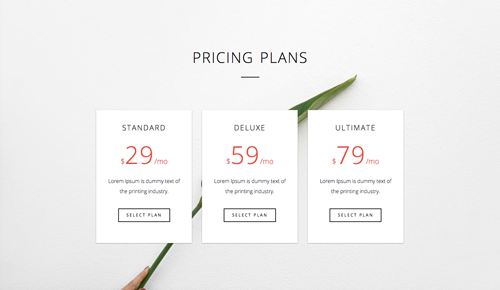 PRICING PLANS
STANDARD
$29/mo
Lorem Ipsum is dummy text of
the printing industry.
SELECT PLAN
DELUXE
$59/mo
Lorem Ipsum is dummy text of
the printing industry.
SELECT PLAN
ULTIMATE
$79/mo
Lorem Ipsum is dummy text of
the printing industry.
SELECT PLAN